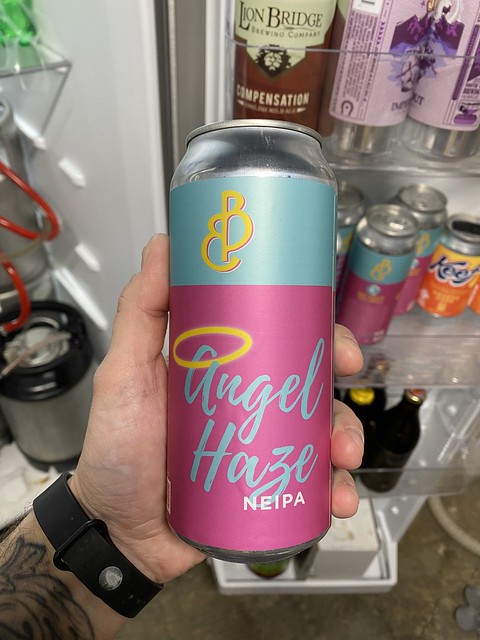 LION BRIDGE
BREWING COMPANY
COMPENSATION
Angel
Haze
NEIPA